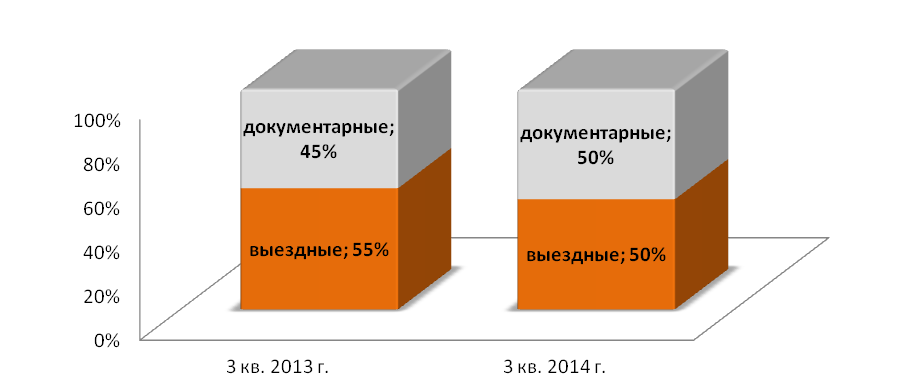 100%
80%
60%
40%
20%
0%
документарные;
45%
выездные; 55%
документарные;
50%
выездные; 50%
3 кв. 2013 г.
3 кв. 2014 г.